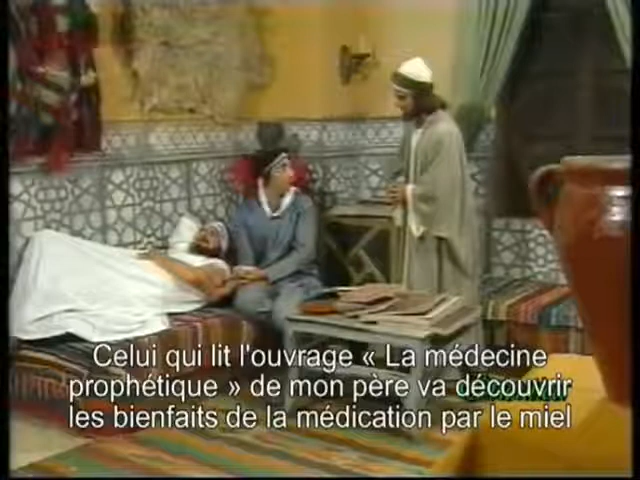 Celui qui lit l'ouvrage « La médecine
prophétique » de mon père va découvrir
les bienfaits de la médication par le miel